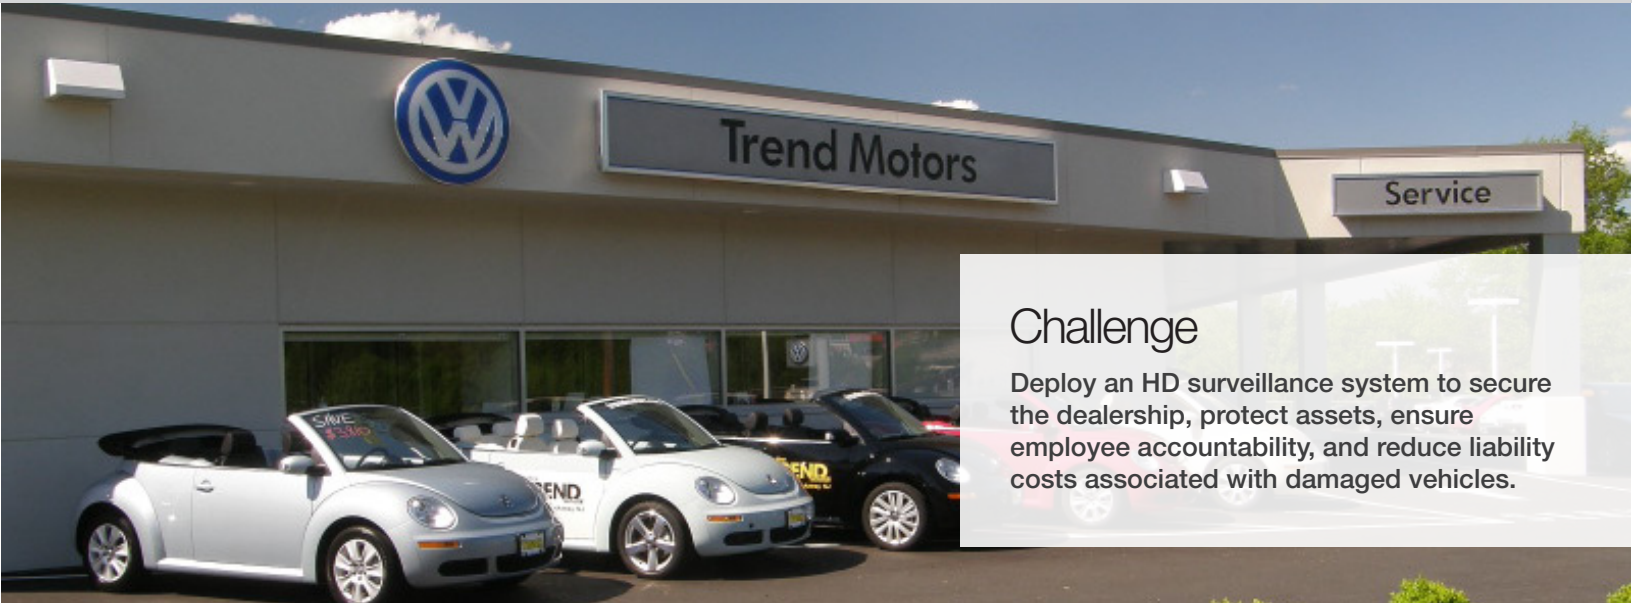 Trend Motors
Service
Challenge
Deploy an HD surveillance system to secure
the dealership, protect assets, ensure
employee accountability, and reduce liability
costs associated with damaged vehicles.
SAVE